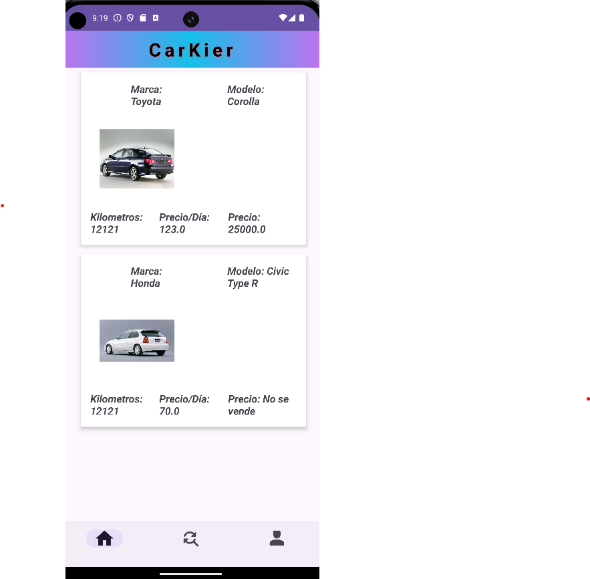 9:19
CarKier
Marca: Modelo:
Toyota Corolla
Kilometros: Precio/Día: Precio:
12121 123.0 25000.0
Marca: Modelo: Civic
Honda Type R
Kilometros: Precio/Día: Precio: No se
12121 70.0 vende